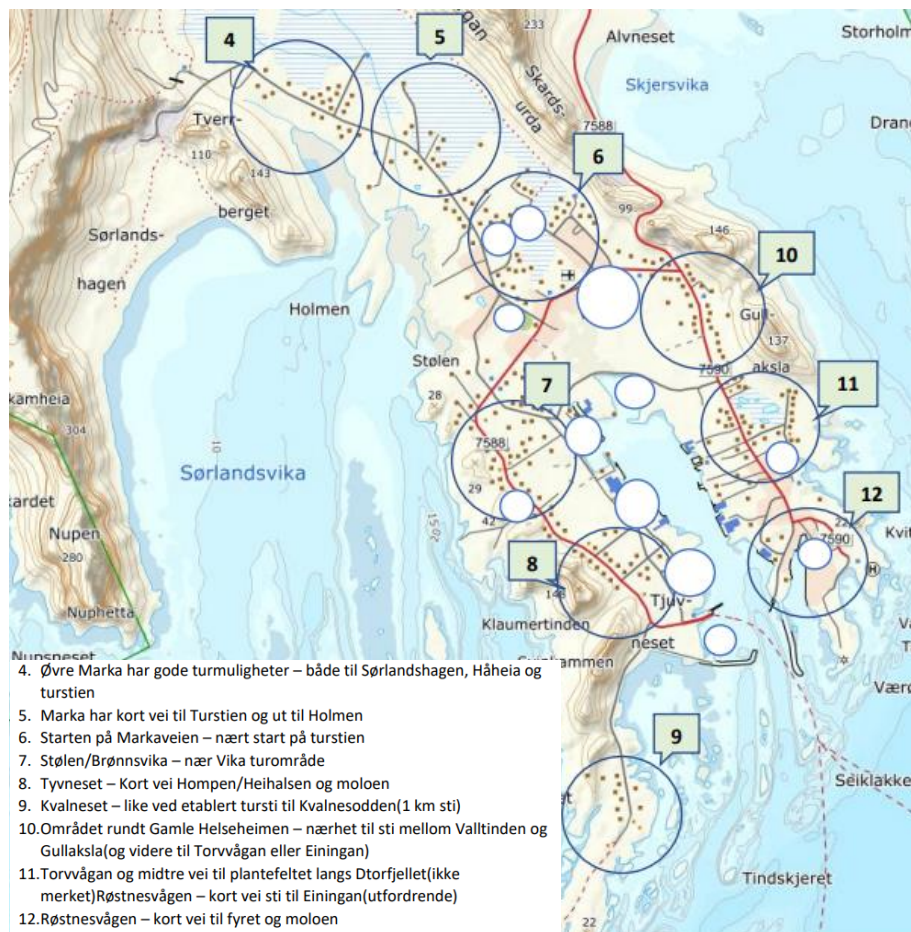 4
5
6
7
8
9
10
11
12
Alvneset
Storholm
Skjersvika
233
Skards-
urda
7588
Drang
Tverr-
110
143
berget
99
146
Sørlands-
hagen
Holmen
Gull-
137
aksla
7590
Stølen
28
kamheia
304
7588
10
Sørlandsvika
29
42
150
kardet
Nupen
280
22
7590
H
Kvit
148
Klaumertinden
Tjuv-
neset
Nuphetta
Nupsneset
Værø
Seiklakke
Tindskjeret
22
4. Øvre Marka har gode turmuligheter – både til Sørlandshagen, Håheia og
turstien
5. Marka har kort vei til Turstien og ut til Holmen
6. Starten på Markaveien – nært start på turstien
7. Stølen/Brønnsvika – nær Vika turområde
8. Tyvneset – Kort vei Hompen/Heihalsen og moloen
9. Kvalneset – like ved etablert tursti til Kvalnesodden(1 km sti)
10.Området rundt Gamle Helseheimen – nærhet til sti mellom Valltinden og
Gullaksla(og videre til Torvvågan eller Einingan)
11.Torvvågan og midtre vei til plantefeltet langs Dtorfjellet(ikke
merket)Røstnesvågen – kort vei sti til Einingan(utfordrende)
12.Røstnesvågen – kort vei til fyret og moloen